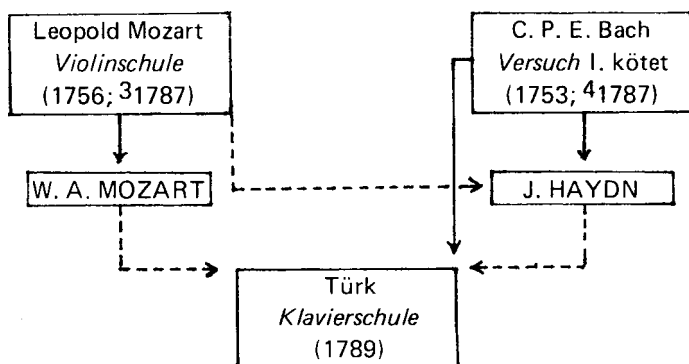 Leopold Mozart
Violinschule
(1756; ³1787)
C. P. E. Bach
Versuch I. kötet
(1753; ⁴1787)
W. A. MOZART
J. HAYDN
Türk
Klavierschule
(1789)